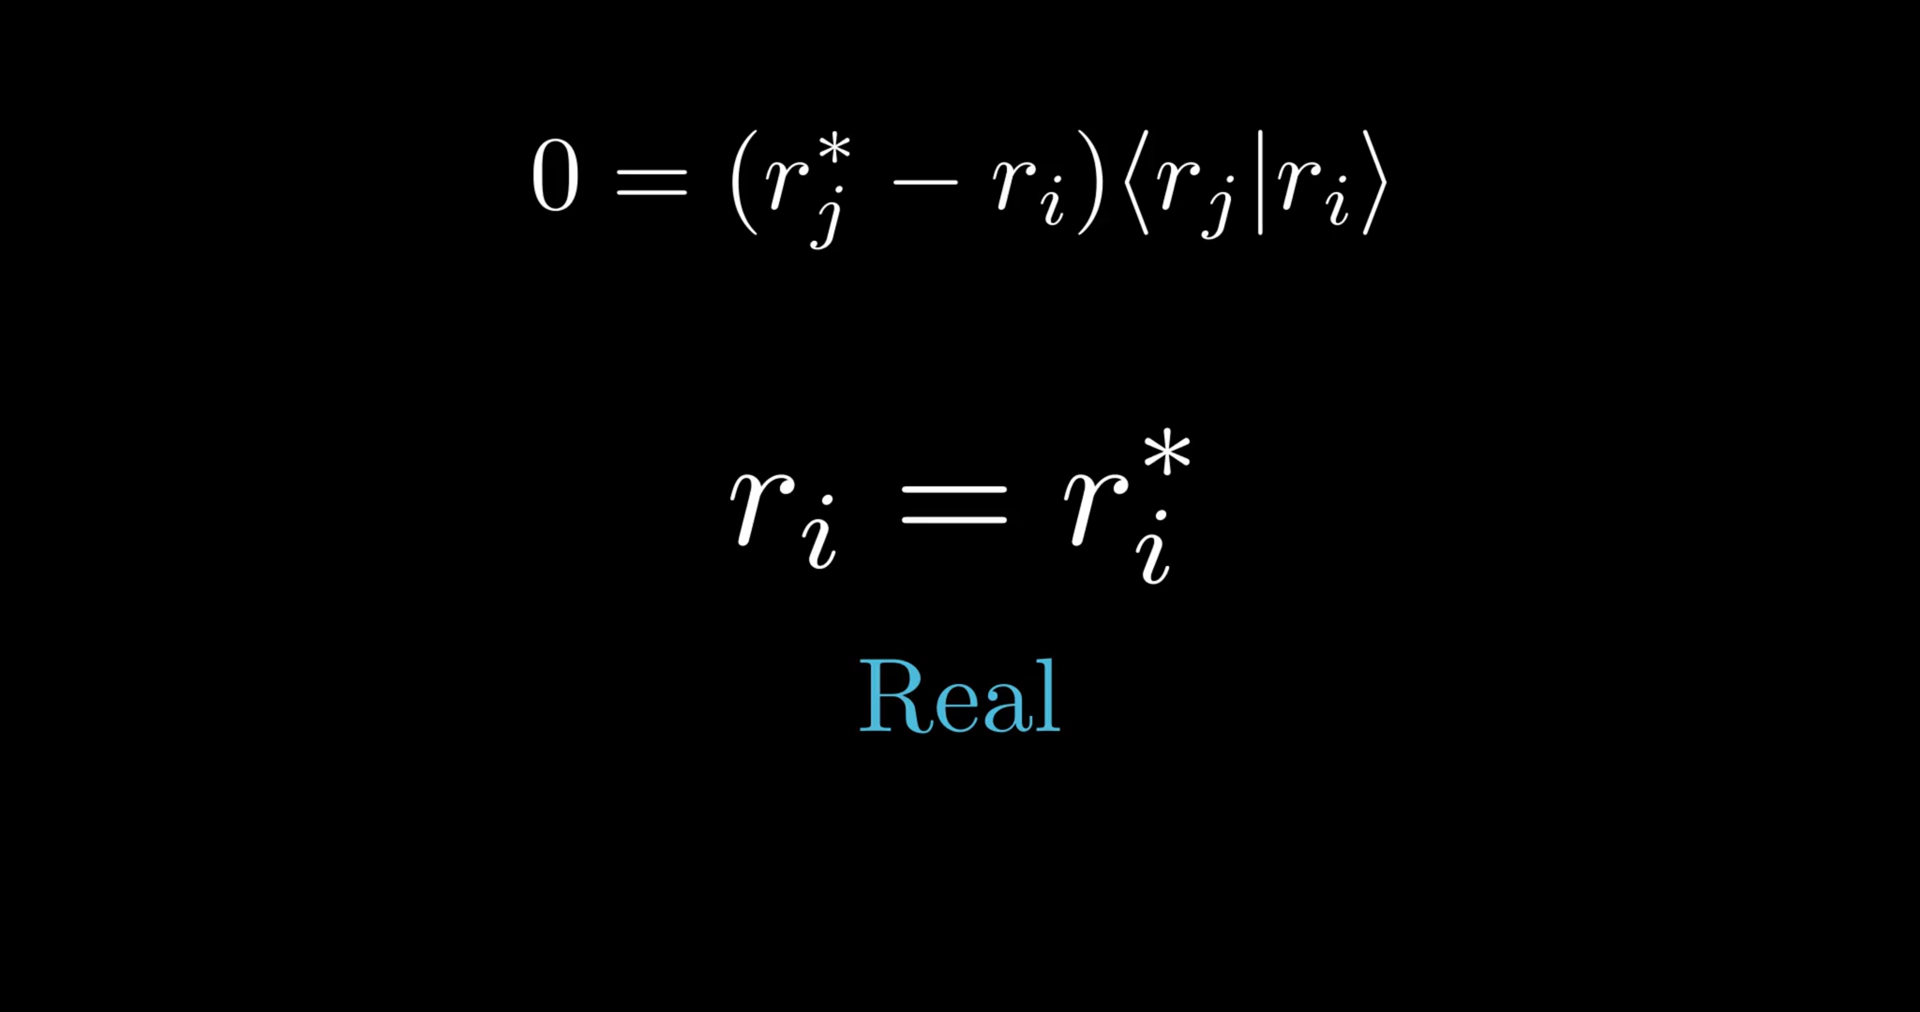 0 = (r_j^* − r_i)⟨r_j|r_i⟩
r_i = r_i^*
Real